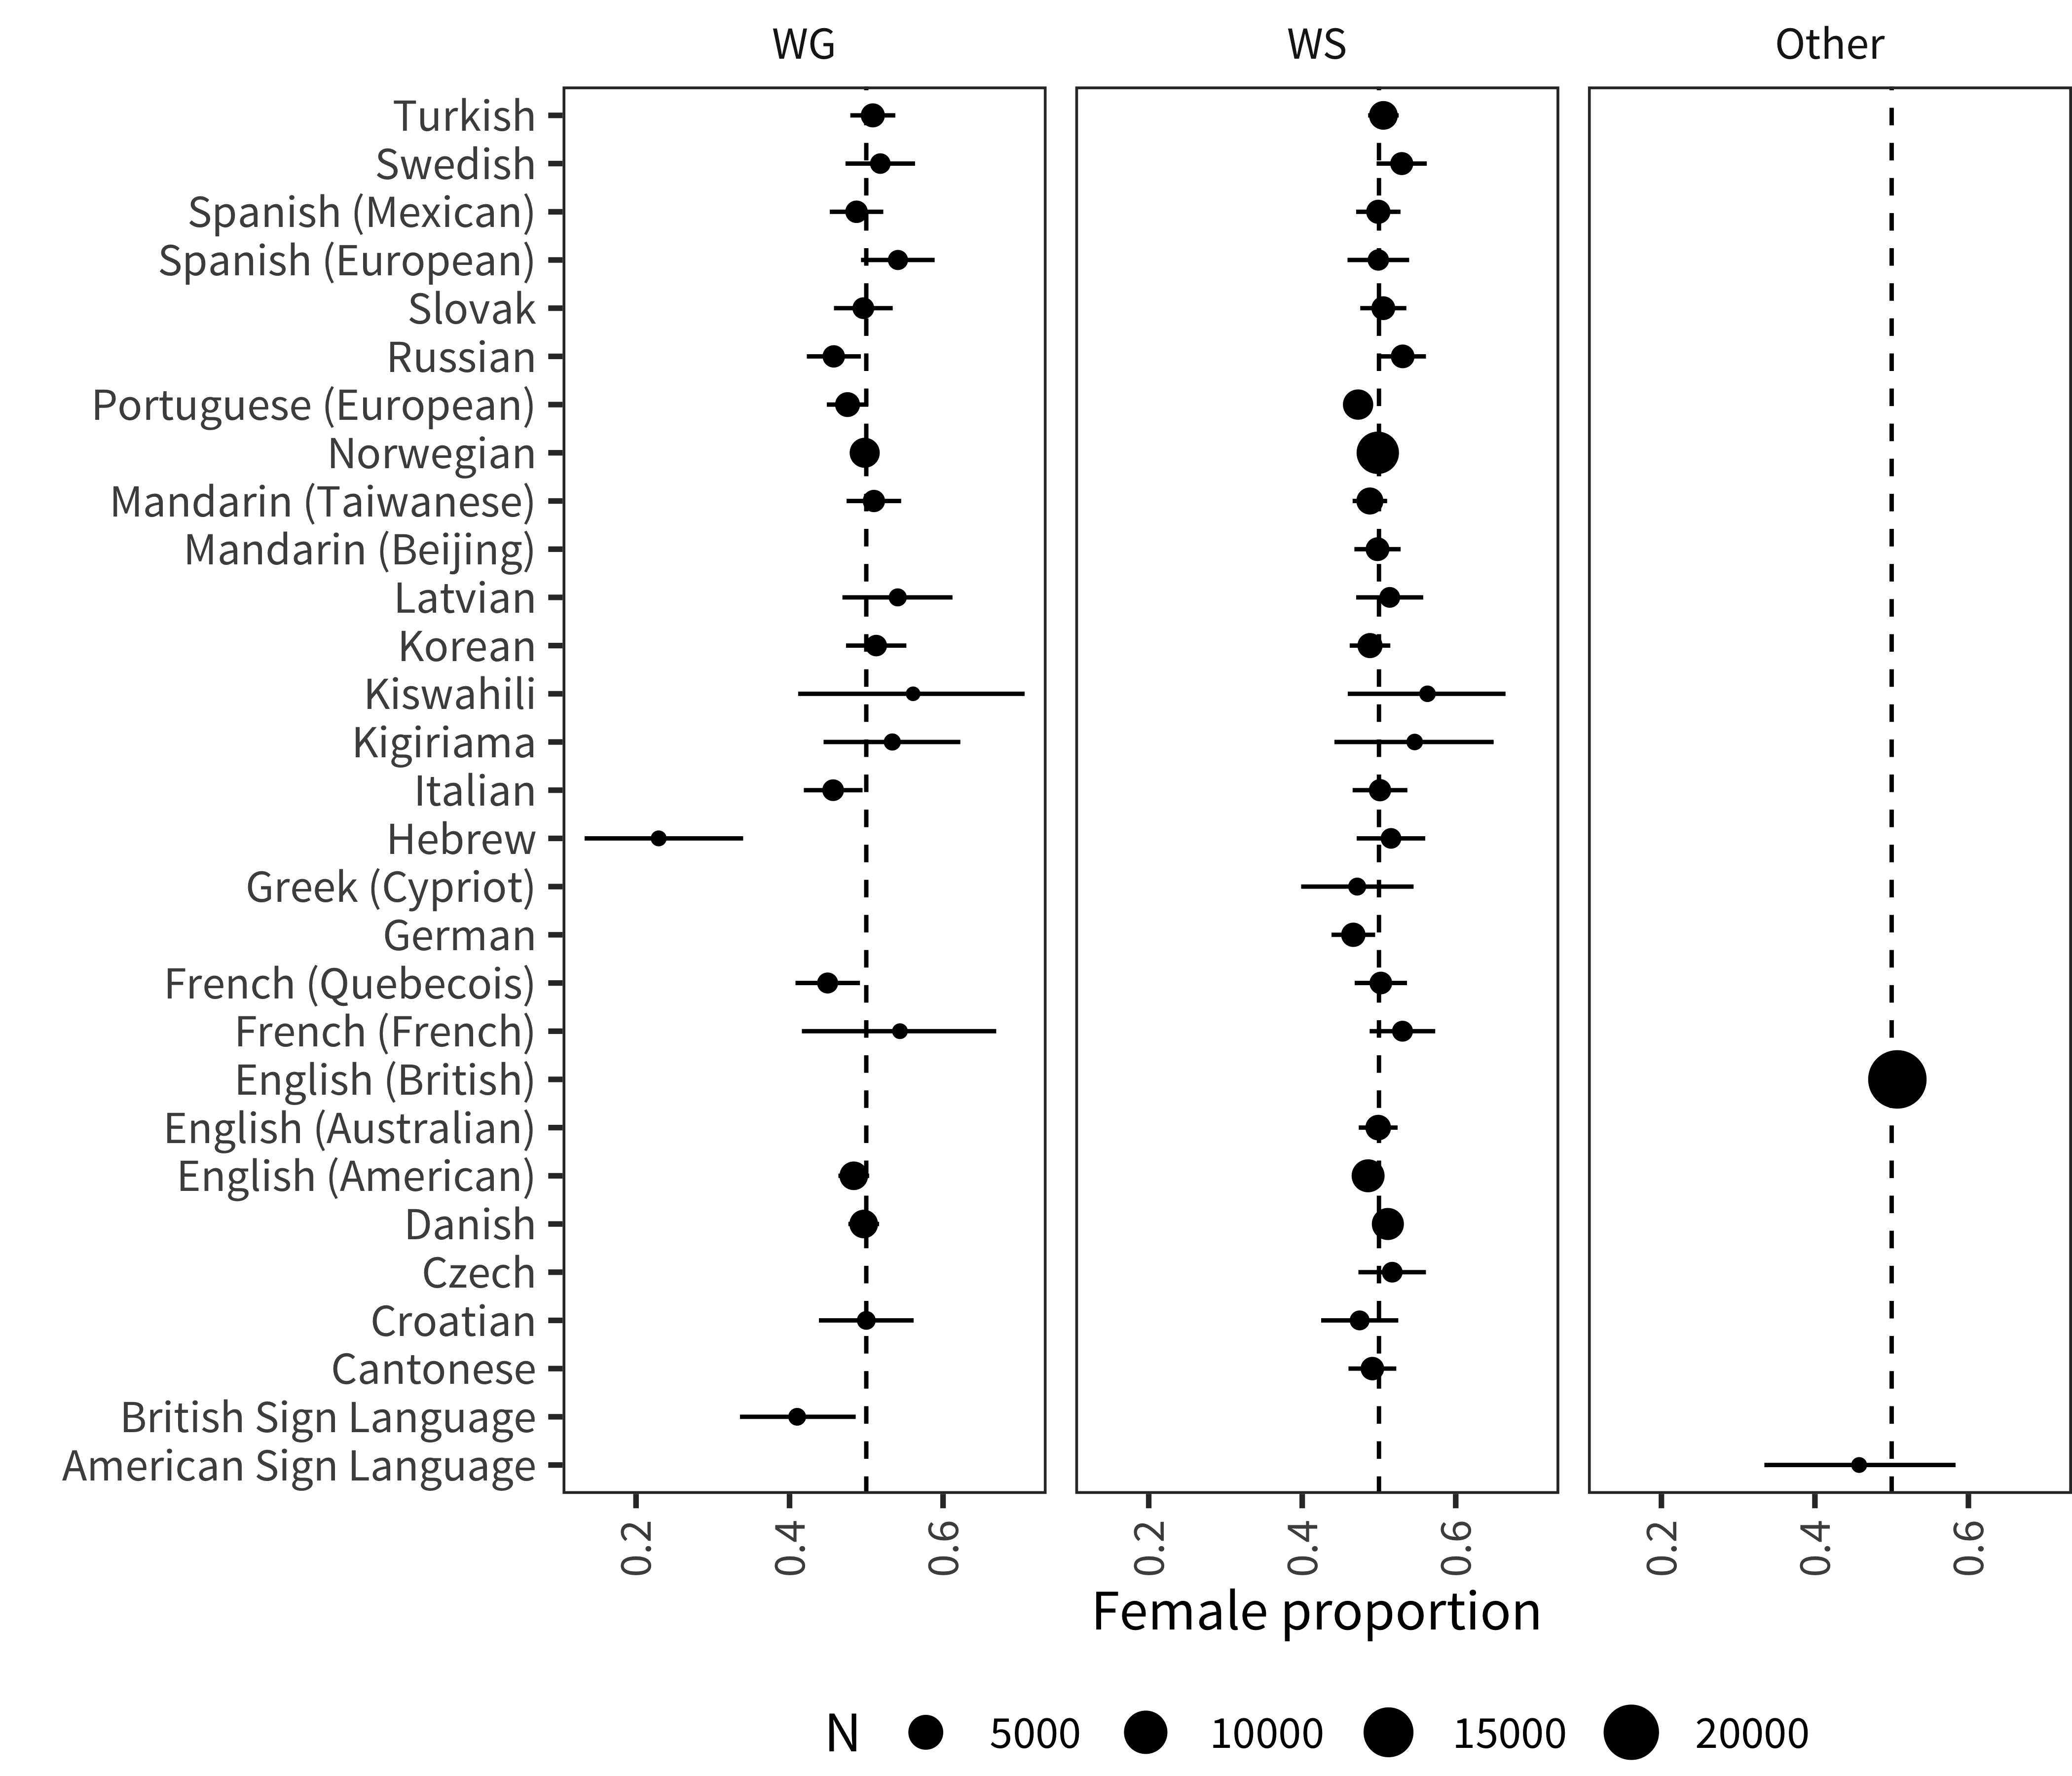 WG WS Other
Turkish
Swedish
Spanish (Mexican)
Spanish (European)
Slovak
Russian
Portuguese (European)
Norwegian
Mandarin (Taiwanese)
Mandarin (Beijing)
Latvian
Korean
Kiswahili
Kigiriama
Italian
Hebrew
Greek (Cypriot)
German
French (Quebecois)
French (French)
English (British)
English (Australian)
English (American)
Danish
Czech
Croatian
Cantonese
British Sign Language
American Sign Language
0.2 0.4 0.6 0.2 0.4 0.6 0.2 0.4 0.6
Female proportion
N 5000 10000 15000 20000